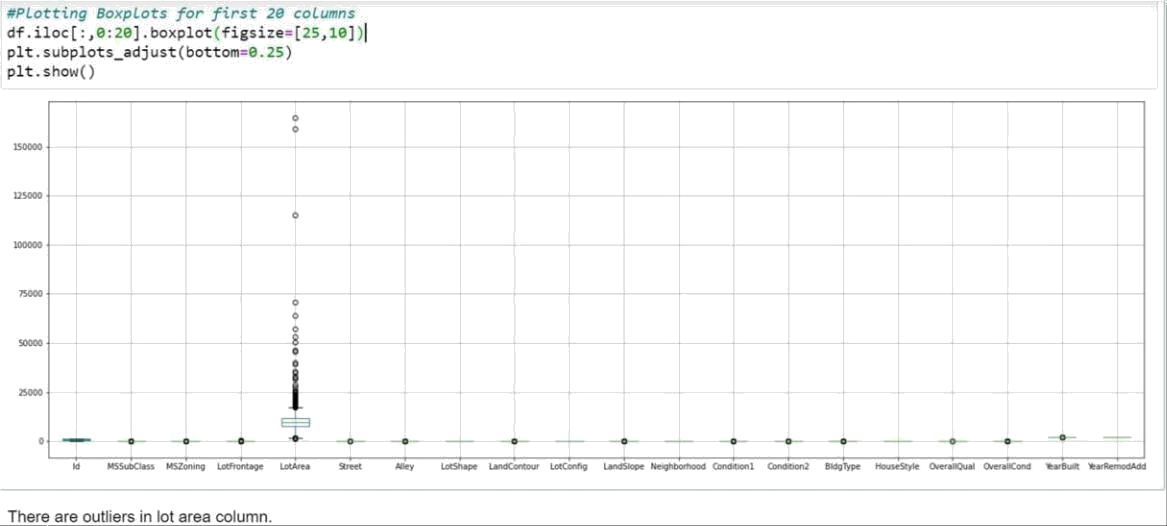 #Plotting Boxplots for first 20 columns
df.iloc[:,0:20].boxplot(figsize=[25,10])
plt.subplots_adjust(bottom=0.25)
plt.show()
150000
125000
100000
75000
50000
25000
0
Id MSSubClass MSZoning LotFrontage LotArea Street Alley LotShape LandContour LotConfig LandSlope Neighborhood Condition1 Condition2 BldgType HouseStyle OverallQual OverallCond YearBuilt YearRemodAdd
There are outliers in lot area column.